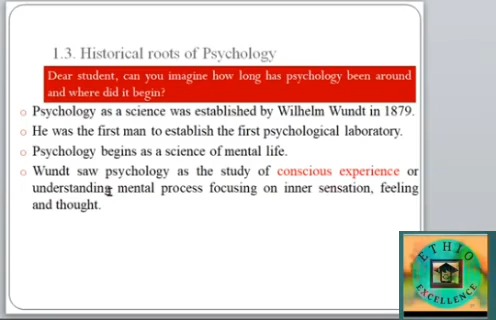 1.3. Historical roots of Psychology
Dear student, can you imagine how long has psychology been around
and where did it begin?
Psychology as a science was established by Wilhelm Wundt in 1879.
He was the first man to establish the first psychological laboratory.
Psychology begins as a science of mental life.
Wundt saw psychology as the study of conscious experience or
understanding mental process focusing on inner sensation, feeling
and thought.
ETHIO
EXCELLENCE